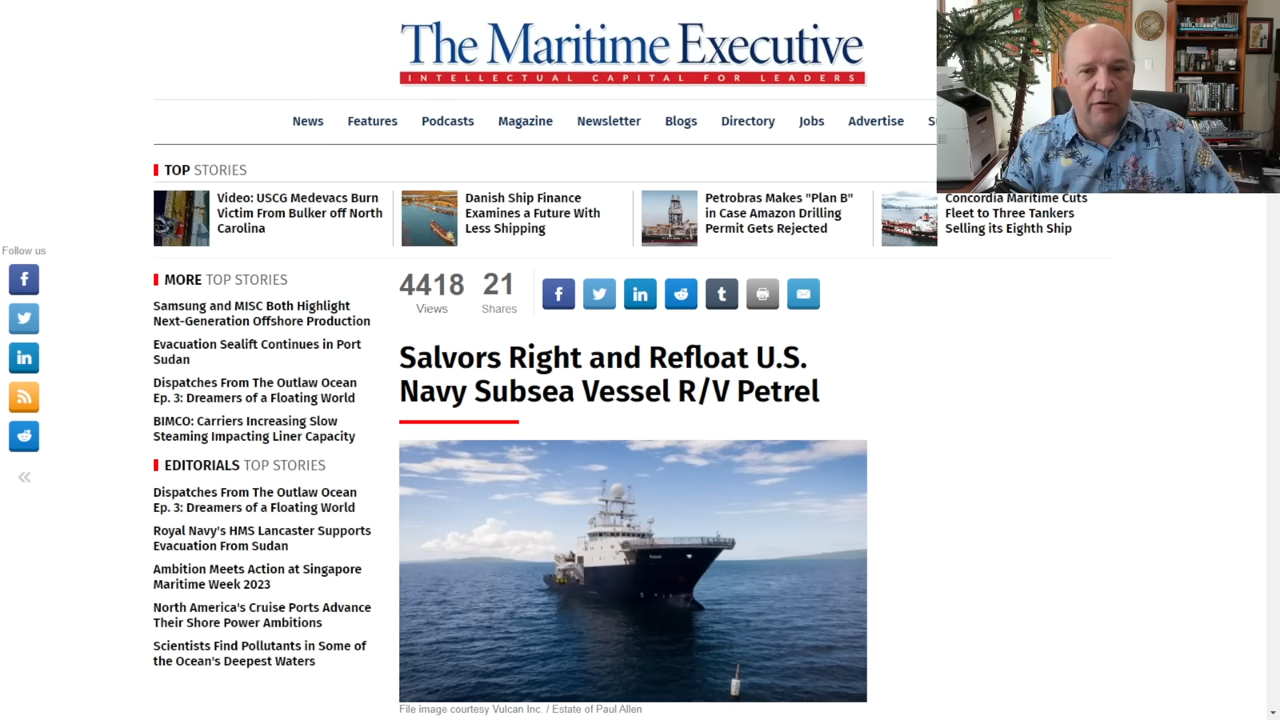 The Maritime Executive
INTELLECTUAL CAPITAL FOR LEADERS
News Features Podcasts Magazine Newsletter Blogs Directory Jobs Advertise
TOP STORIES
Video: USCG Medevacs Burn
Victim From Bulker off North
Carolina
Danish Ship Finance
Examines a Future With
Less Shipping
Petrobras Makes "Plan B"
in Case Amazon Drilling
Permit Gets Rejected
Concordia Maritime Cuts
Fleet to Three Tankers
Selling its Eighth Ship
Follow us
MORE TOP STORIES
Samsung and MISC Both Highlight
Next-Generation Offshore Production
Evacuation Sealift Continues in Port
Sudan
Dispatches From The Outlaw Ocean
Ep. 3: Dreamers of a Floating World
BIMCO: Carriers Increasing Slow
Steaming Impacting Liner Capacity
EDITORIALS TOP STORIES
Dispatches From The Outlaw Ocean
Ep. 3: Dreamers of a Floating World
Royal Navy's HMS Lancaster Supports
Evacuation From Sudan
Ambition Meets Action at Singapore
Maritime Week 2023
North America's Cruise Ports Advance
Their Shore Power Ambitions
Scientists Find Pollutants in Some of
the Ocean's Deepest Waters
4418 21
Views Shares
Salvors Right and Refloat U.S.
Navy Subsea Vessel R/V Petrel
File image courtesy Vulcan Inc. / Estate of Paul Allen